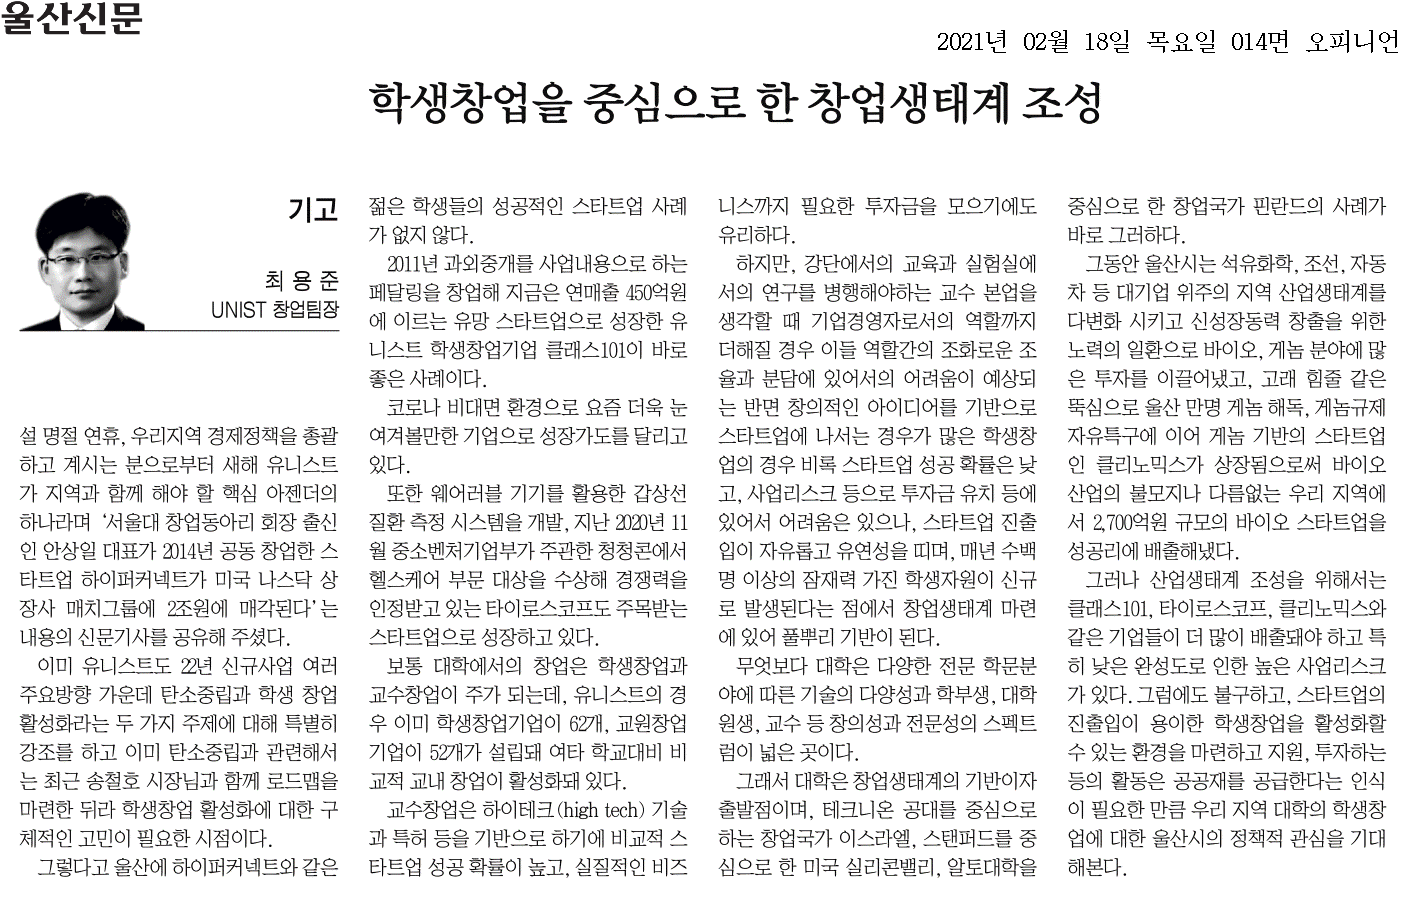 울산신문
2021년 02월 18일 목요일 014면 오피니언
학생창업을 중심으로 한 창업생태계 조성
기고
최용준
UNIST 창업팀장
설 명절 연휴, 우리지역 경제정책을 총괄
하고 계시는 분으로부터 새해 유니스트
가 지역과 함께 해야 할 핵심 아젠더의
하나라며 ‘서울대 창업동아리 회장 출신
인 안상일 대표가 2014년 공동 창업한 스
타트업 하이퍼커넥트가 미국 나스닥 상
장사 매치그룹에 2조원에 매각된다’는
내용의 신문기사를 공유해 주셨다.
이미 유니스트도 22년 신규사업 여러
주요방향 가운데 탄소중립과 학생 창업
활성화라는 두 가지 주제에 대해 특별히
강조를 하고 이미 탄소중립과 관련해서
는 최근 송철호 시장님과 함께 로드맵을
마련한 뒤라 학생창업 활성화에 대한 구
체적인 고민이 필요한 시점이다.
그렇다고 울산에 하이퍼커넥트와 같은
젊은 학생들의 성공적인 스타트업 사례
가 없지 않다.
2011년 과외중개를 사업내용으로 하는
페달링을 창업해 지금은 연매출 450억원
에 이르는 유망 스타트업으로 성장한 유
니스트 학생창업기업 클래스101이 바로
좋은 사례이다.
코로나 비대면 환경으로 요즘 더욱 눈
여겨볼만한 기업으로 성장가도를 달리고
있다.
또한 웨어러블 기기를 활용한 갑상선
질환 측정 시스템을 개발, 지난 2020년 11
월 중소벤처기업부가 주관한 청청콘에서
헬스케어 부문 대상을 수상해 경쟁력을
인정받고 있는 타이로스코프도 주목받는
스타트업으로 성장하고 있다.
보통 대학에서의 창업은 학생창업과
교수창업이 주가 되는데, 유니스트의 경
우 이미 학생창업기업이 62개, 교원창업
기업이 52개가 설립돼 여타 학교대비 비
교적 교내 창업이 활성화돼 있다.
교수창업은 하이테크(high tech) 기술
과 특허 등을 기반으로 하기에 비교적 스
타트업 성공 확률이 높고, 실질적인 비즈
니스까지 필요한 투자금을 모으기에도
유리하다.
하지만, 강단에서의 교육과 실험실에
서의 연구를 병행해야하는 교수 본업을
생각할 때 기업경영자로서의 역할까지
더해질 경우 이들 역할간의 조화로운 조
율과 분담에 있어서의 어려움이 예상되
는 반면 창의적인 아이디어를 기반으로
스타트업에 나서는 경우가 많은 학생창
업의 경우 비록 스타트업 성공 확률은 낮
고, 사업리스크 등으로 투자금 유치 등에
있어서 어려움은 있으나, 스타트업 진출
입이 자유롭고 유연성을 띠며, 매년 수백
명 이상의 잠재력 가진 학생자원이 신규
로 발생된다는 점에서 창업생태계 마련
에 있어 풀뿌리 기반이 된다.
무엇보다 대학은 다양한 전문 학문분
야에 따른 기술의 다양성과 학부생, 대학
원생, 교수 등 창의성과 전문성의 스펙트
럼이 넓은 곳이다.
그래서 대학은 창업생태계의 기반이자
출발점이며, 테크니온 공대를 중심으로
하는 창업국가 이스라엘, 스탠퍼드를 중
심으로 한 미국 실리콘밸리, 알토대학을
중심으로 한 창업국가 핀란드의 사례가
바로 그러하다.
그동안 울산시는 석유화학, 조선, 자동
차 등 대기업 위주의 지역 산업생태계를
다변화 시키고 신성장동력 창출을 위한
노력의 일환으로 바이오, 게놈 분야에 많
은 투자를 이끌어냈고, 고래 힘줄 같은
뚝심으로 울산 만명 게놈 해독, 게놈규제
자유특구에 이어 게놈 기반의 스타트업
인 클리노믹스가 상장됨으로써 바이오
산업의 불모지나 다름없는 우리 지역에
서 2,700억원 규모의 바이오 스타트업을
성공리에 배출해냈다.
그러나 산업생태계 조성을 위해서는
클래스101, 타이로스코프, 클리노믹스와
같은 기업들이 더 많이 배출돼야 하고 특
히 낮은 완성도로 인한 높은 사업리스크
가 있다. 그럼에도 불구하고, 스타트업의
진출입이 용이한 학생창업을 활성화할
수 있는 환경을 마련하고 지원, 투자하는
등의 활동은 공공재를 공급한다는 인식
이 필요한 만큼 우리 지역 대학의 학생창
업에 대한 울산시의 정책적 관심을 기대
해본다.